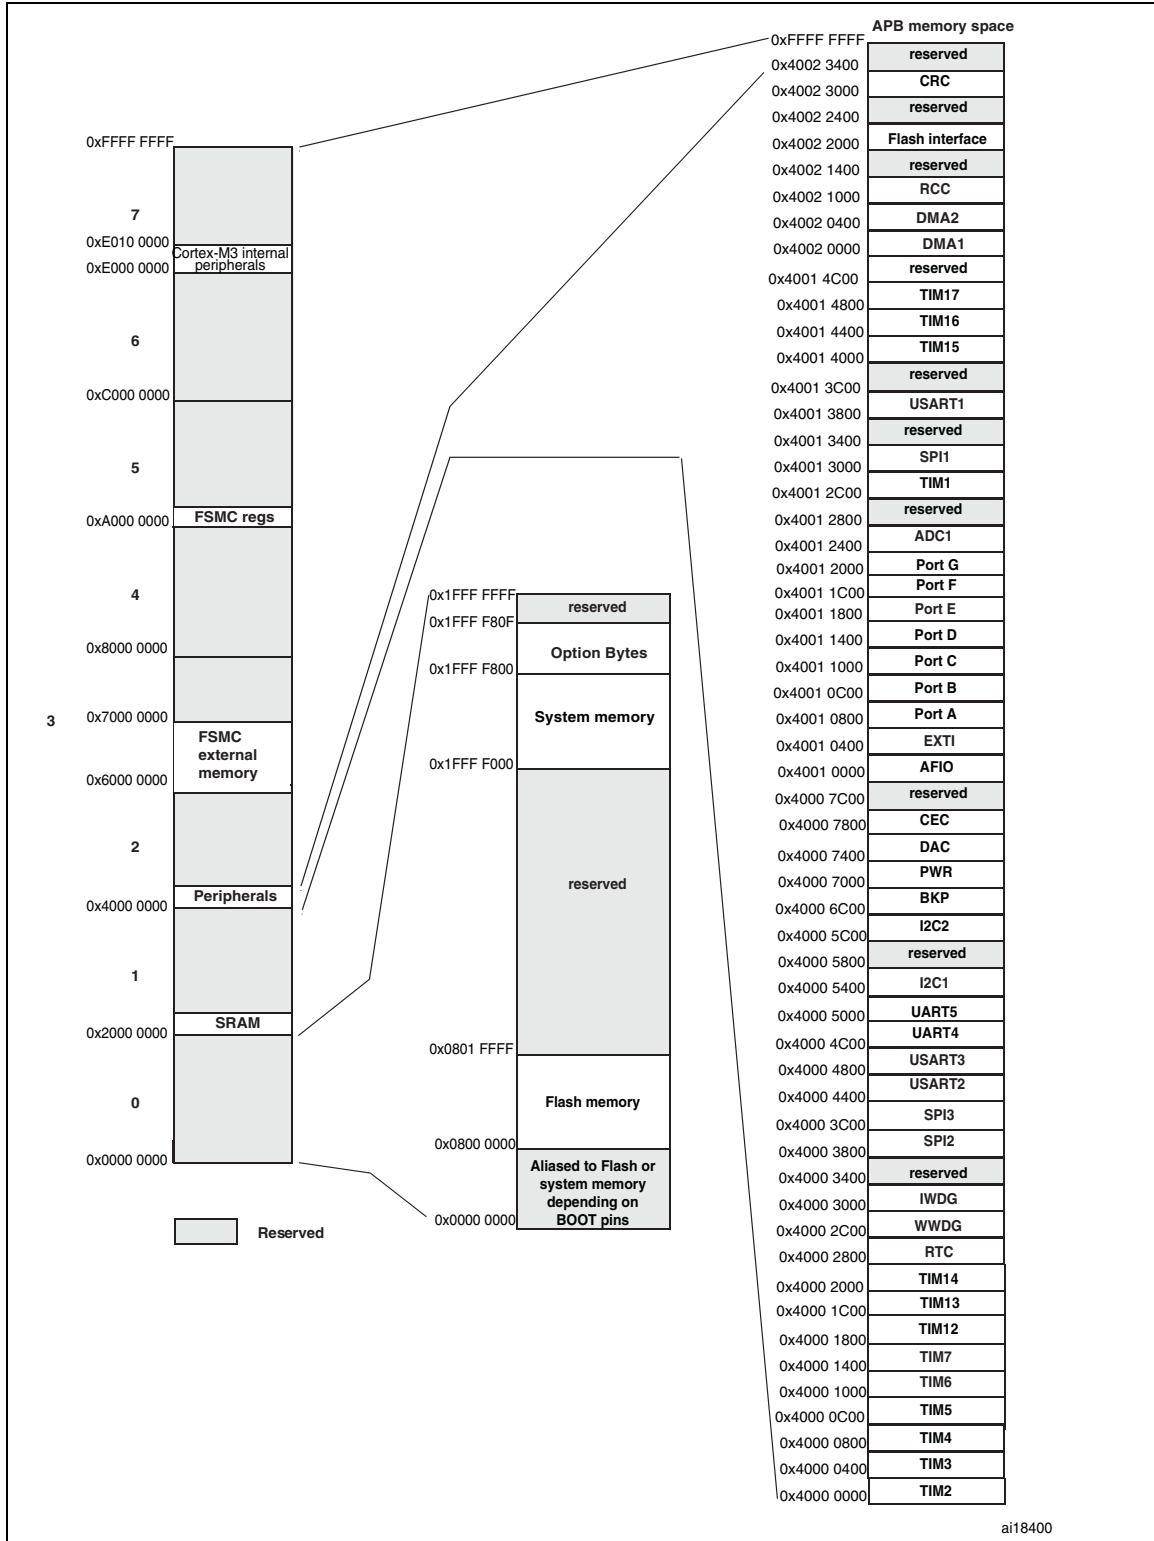 APB memory space
0xFFFF FFFF
reserved
0x4002 3400
CRC
0x4002 3000
reserved
0x4002 2400
Flash interface
0x4002 2000
reserved
0x4002 1400
RCC
0x4002 1000
DMA2
0x4002 0400
DMA1
0x4002 0000
reserved
0x4001 4C00
TIM17
0x4001 4800
TIM16
0x4001 4400
TIM15
0x4001 4000
reserved
0x4001 3C00
USART1
0x4001 3800
reserved
0x4001 3400
SPI1
0x4001 3000
TIM1
0x4001 2C00
reserved
0x4001 2800
ADC1
0x4001 2400
Port G
0x4001 2000
Port F
0x4001 1C00
Port E
0x4001 1800
Port D
0x4001 1400
Port C
0x4001 1000
Port B
0x4001 0C00
Port A
0x4001 0800
EXTI
0x4001 0400
AFIO
0x4001 0000
reserved
0x4000 7C00
CEC
0x4000 7800
DAC
0x4000 7400
PWR
0x4000 7000
BKP
0x4000 6C00
I2C2
0x4000 5C00
reserved
0x4000 5800
I2C1
0x4000 5400
UART5
0x4000 5000
UART4
0x4000 4C00
USART3
0x4000 4800
USART2
0x4000 4400
SPI3
0x4000 3C00
SPI2
0x4000 3800
reserved
0x4000 3400
IWDG
0x4000 3000
WWDG
0x4000 2C00
RTC
0x4000 2800
TIM14
0x4000 2000
TIM13
0x4000 1C00
TIM12
0x4000 1800
TIM7
0x4000 1400
TIM6
0x4000 1000
TIM5
0x4000 0C00
TIM4
0x4000 0800
TIM3
0x4000 0400
TIM2
0x4000 0000
0xFFFF FFFF
7
0xE010 0000
Cortex-M3 internal
peripherals
0xE000 0000
6
0xC000 0000
5
FSMC regs
0xA000 0000
4
0x8000 0000
3
0x7000 0000
FSMC
external
memory
0x6000 0000
2
Peripherals
0x4000 0000
1
SRAM
0x2000 0000
0
0x0000 0000
Reserved
0x1FFF FFFF
reserved
0x1FFF F80F
Option Bytes
0x1FFF F800
System memory
0x1FFF F000
reserved
0x0801 FFFF
Flash memory
0x0800 0000
Aliased to Flash or
system memory
depending on
BOOT pins
0x0000 0000
ai18400